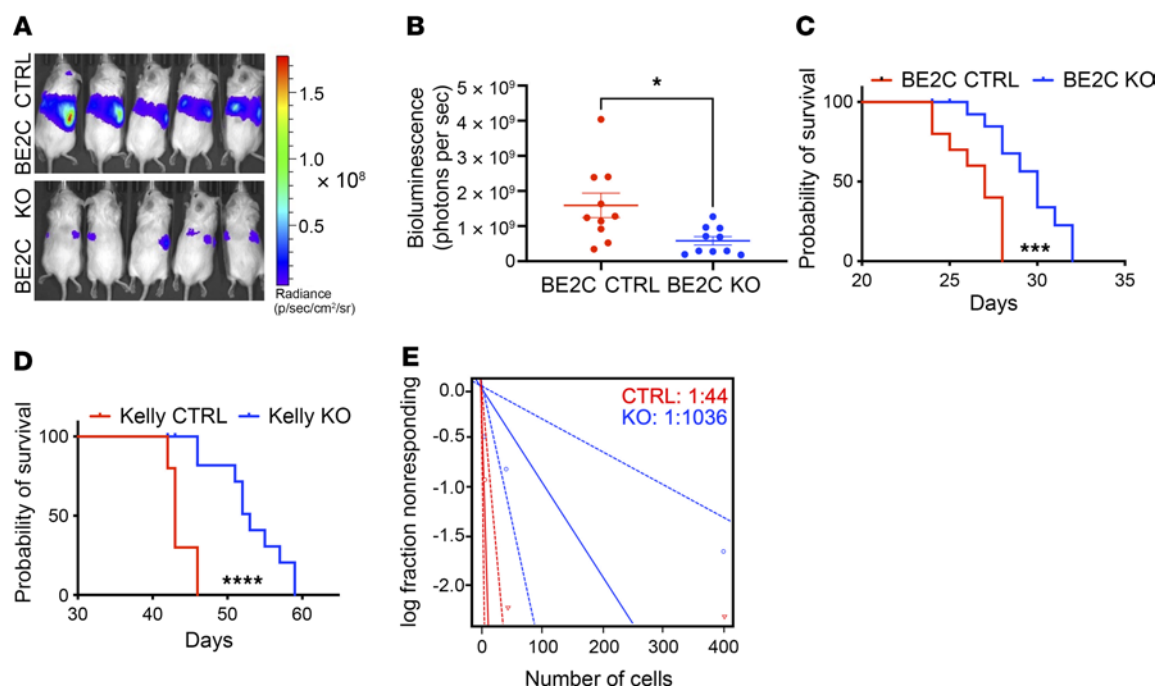 A
BE2C CTRL
BE2C KO
1.5
1.0
× 10⁸
0.5
Radiance
(p/sec/cm²/sr)
B
Bioluminescence
(photons per sec)
5 × 10⁹
4 × 10⁹
3 × 10⁹
2 × 10⁹
1 × 10⁹
0
*
BE2C CTRL BE2C KO
C
BE2C CTRL BE2C KO
Probability of survival
100
50
0
***
20 25 30 35
Days
D
Kelly CTRL Kelly KO
Probability of survival
100
50
0
****
30 40 50 60
Days
E
log fraction nonresponding
0.0
-0.5
-1.0
-1.5
-2.0
CTRL: 1:44
KO: 1:1036
0 100 200 300 400
Number of cells